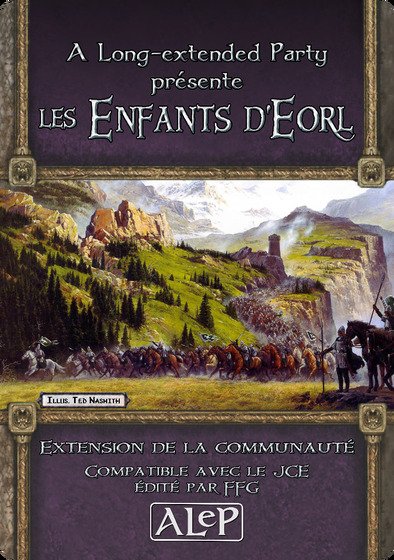 A Long-extended Party
présente
les Enfants d'Eorl
Illus. Ted Nasmith
Extension de la communauté
Compatible avec le JCE
édité par FFG
ALeP